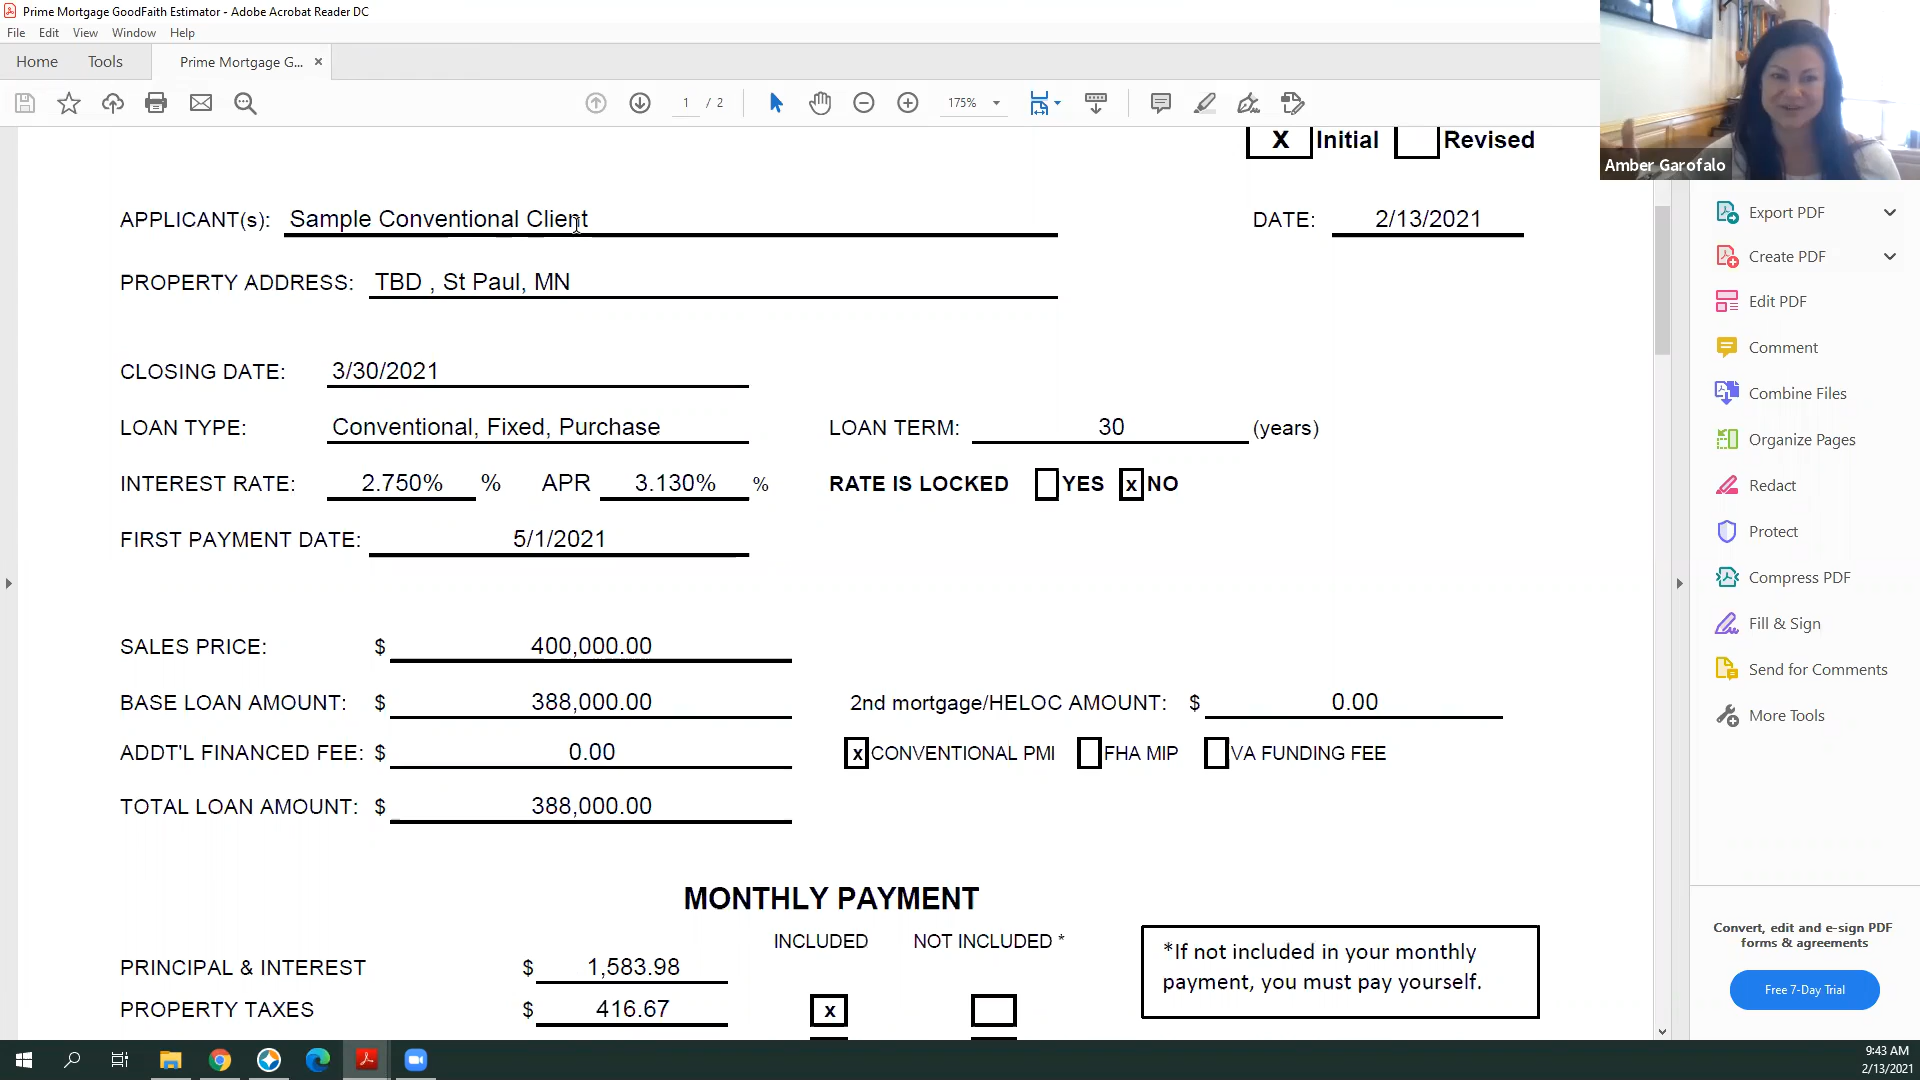 Prime Mortgage GoodFaith Estimator - Adobe Acrobat Reader DC
File Edit View Window Help
Home Tools Prime Mortgage G... ×
1 / 2 175%
Amber Garofalo
X Initial Revised
APPLICANT(s): Sample Conventional Client DATE: 2/13/2021
PROPERTY ADDRESS: TBD , St Paul, MN
CLOSING DATE: 3/30/2021
LOAN TYPE: Conventional, Fixed, Purchase LOAN TERM: 30 (years)
INTEREST RATE: 2.750% % APR 3.130% % RATE IS LOCKED YES x NO
FIRST PAYMENT DATE: 5/1/2021
SALES PRICE: $ 400,000.00
BASE LOAN AMOUNT: $ 388,000.00 2nd mortgage/HELOC AMOUNT: $ 0.00
ADDT'L FINANCED FEE: $ 0.00 x CONVENTIONAL PMI FHA MIP VA FUNDING FEE
TOTAL LOAN AMOUNT: $ 388,000.00
MONTHLY PAYMENT
INCLUDED NOT INCLUDED *
PRINCIPAL & INTEREST $ 1,583.98
PROPERTY TAXES $ 416.67 x
*If not included in your monthly
payment, you must pay yourself.
Export PDF
Create PDF
Edit PDF
Comment
Combine Files
Organize Pages
Redact
Protect
Compress PDF
Fill & Sign
Send for Comments
More Tools
Convert, edit and e-sign PDF
forms & agreements
Free 7-Day Trial
9:43 AM
2/13/2021